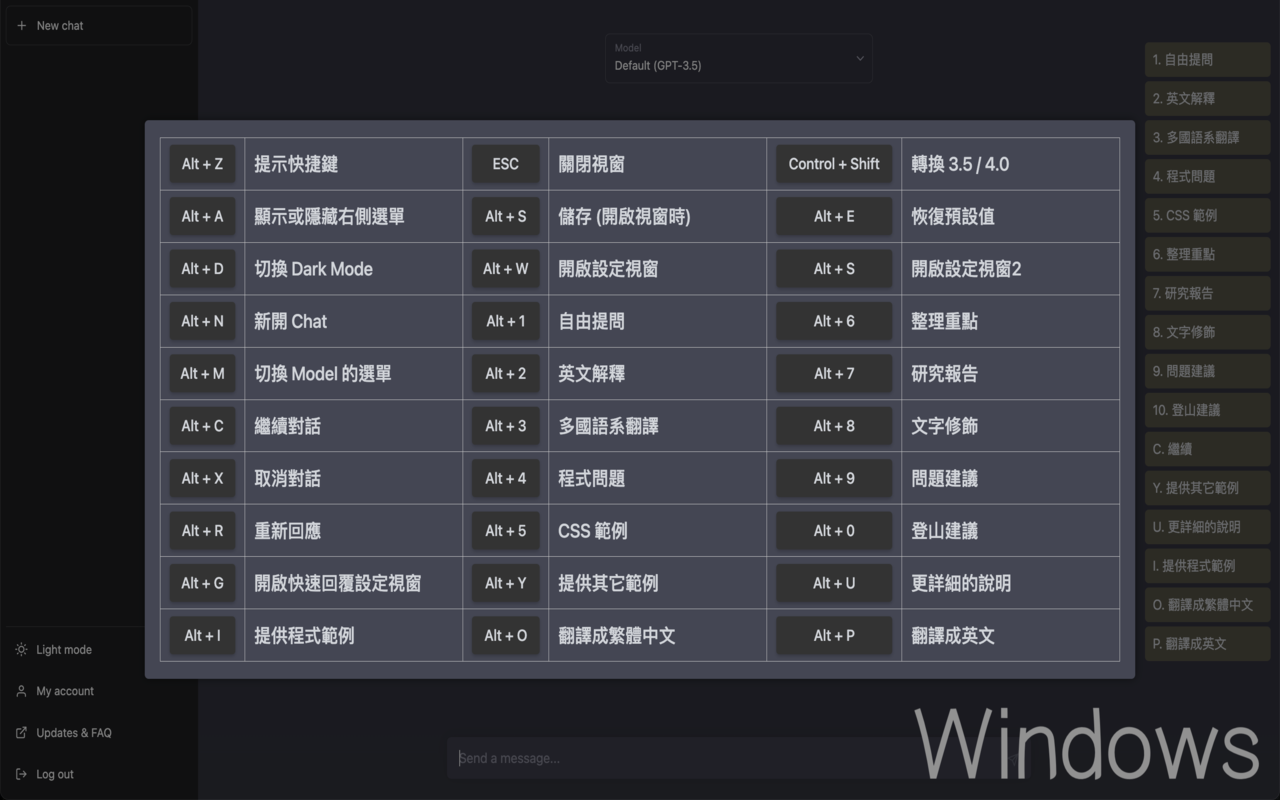 New chat
Model
Default (GPT-3.5)
Alt + Z 提示快捷鍵 ESC 關閉視窗 Control + Shift 轉換 3.5 / 4.0
Alt + A 顯示或隱藏右側選單 Alt + S 儲存 (開啟視窗時) Alt + E 恢復預設值
Alt + D 切換 Dark Mode Alt + W 開啟設定視窗 Alt + S 開啟設定視窗2
Alt + N 新開 Chat Alt + 1 自由提問 Alt + 6 整理重點
Alt + M 切換 Model 的選單 Alt + 2 英文解釋 Alt + 7 研究報告
Alt + C 繼續對話 Alt + 3 多國語系翻譯 Alt + 8 文字修飾
Alt + X 取消對話 Alt + 4 程式問題 Alt + 9 問題建議
Alt + R 重新回應 Alt + 5 CSS 範例 Alt + 0 登山建議
Alt + G 開啟快速回覆設定視窗 Alt + Y 提供其它範例 Alt + U 更詳細的說明
Alt + I 提供程式範例 Alt + O 翻譯成繁體中文 Alt + P 翻譯成英文
1. 自由提問
2. 英文解釋
3. 多國語系翻譯
4. 程式問題
5. CSS 範例
6. 整理重點
7. 研究報告
8. 文字修飾
9. 問題建議
10. 登山建議
C. 繼續
Y. 提供其它範例
U. 更詳細的說明
I. 提供程式範例
O. 翻譯成繁體中文
P. 翻譯成英文
Light mode
My account
Updates & FAQ
Log out
Send a message...
Windows